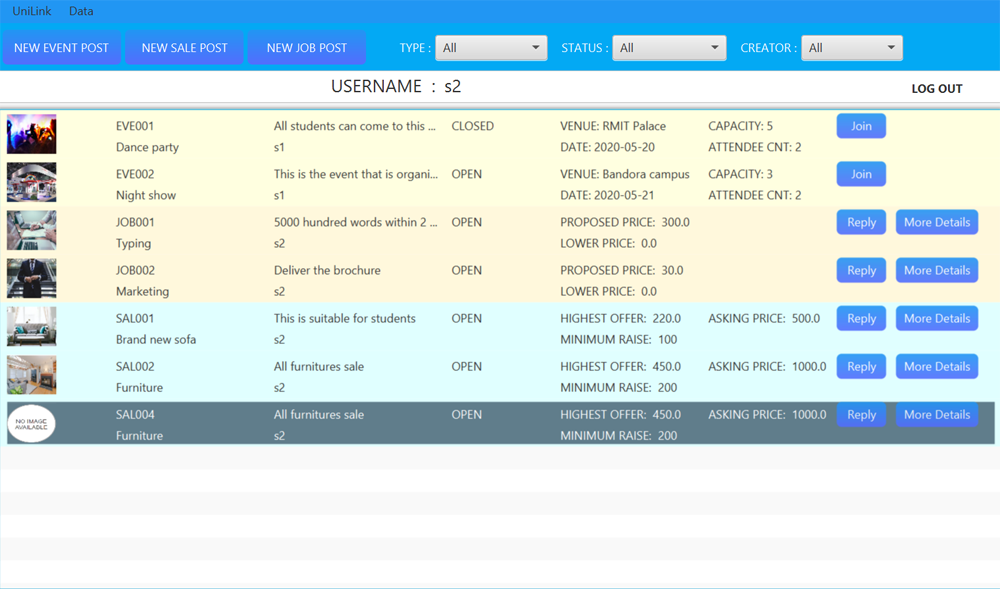 UniLink Data
NEW EVENT POST NEW SALE POST NEW JOB POST TYPE : All STATUS : All CREATOR : All
USERNAME : s2 LOG OUT
EVE001 All students can come to this ... CLOSED VENUE: RMIT Palace CAPACITY: 5 Join
Dance party s1 DATE: 2020-05-20 ATTENDEE CNT: 2
EVE002 This is the event that is organi... OPEN VENUE: Bandora campus CAPACITY: 3 Join
Night show s1 DATE: 2020-05-21 ATTENDEE CNT: 2
JOB001 5000 hundred words within 2 ... OPEN PROPOSED PRICE: 300.0 Reply More Details
Typing s2 LOWER PRICE: 0.0
JOB002 Deliver the brochure OPEN PROPOSED PRICE: 30.0 Reply More Details
Marketing s2 LOWER PRICE: 0.0
SAL001 This is suitable for students OPEN HIGHEST OFFER: 220.0 ASKING PRICE: 500.0 Reply More Details
Brand new sofa s2 MINIMUM RAISE: 100
SAL002 All furnitures sale OPEN HIGHEST OFFER: 450.0 ASKING PRICE: 1000.0 Reply More Details
Furniture s2 MINIMUM RAISE: 200
NO IMAGE
AVAILABLE
SAL004 All furnitures sale OPEN HIGHEST OFFER: 450.0 ASKING PRICE: 1000.0 Reply More Details
Furniture s2 MINIMUM RAISE: 200